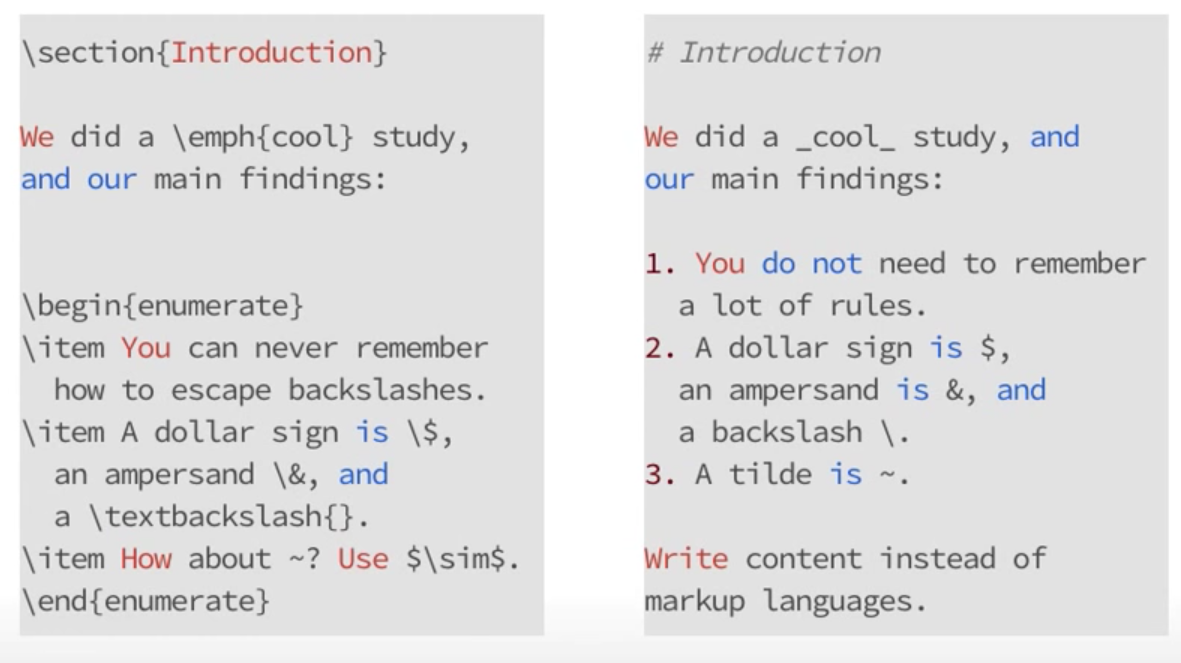 \section{Introduction}
We did a \emph{cool} study,
and our main findings:
\begin{enumerate}
\item You can never remember
how to escape backslashes.
\item A dollar sign is \$,
an ampersand \&, and
a \textbackslash{}.
\item How about ~? Use $\sim$.
\end{enumerate}
# Introduction
We did a _cool_ study, and
our main findings:
1. You do not need to remember
a lot of rules.
2. A dollar sign is $,
an ampersand is &, and
a backslash \.
3. A tilde is ~.
Write content instead of
markup languages.